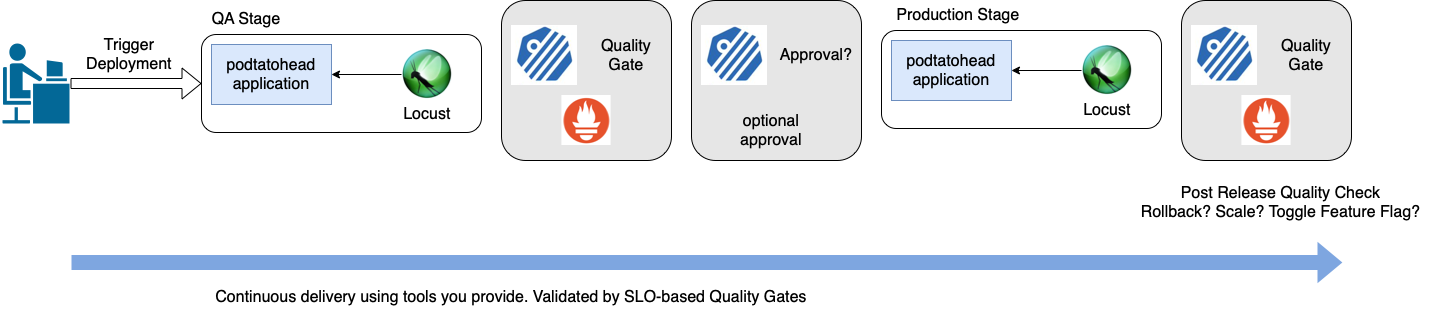 Trigger
Deployment
QA Stage
podtatohead
application
Locust
Quality
Gate
Approval?
optional
approval
Production Stage
podtatohead
application
Locust
Quality
Gate
Post Release Quality Check
Rollback? Scale? Toggle Feature Flag?
Continuous delivery using tools you provide. Validated by SLO-based Quality Gates